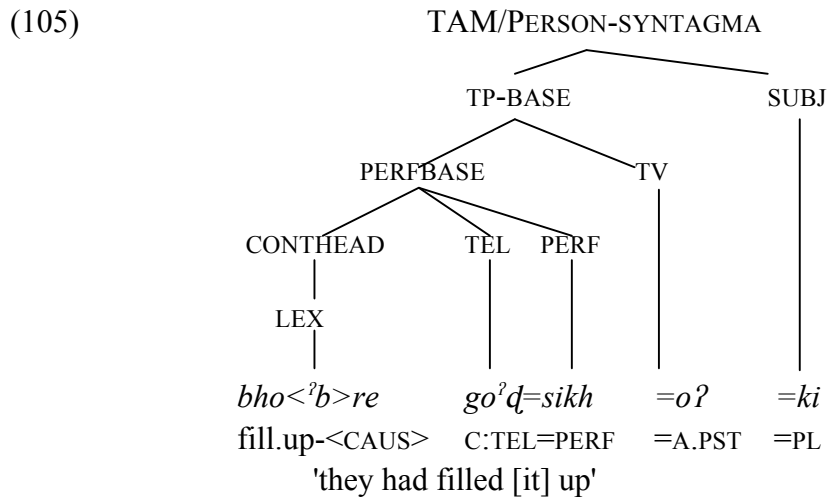 (105) TAM/PERSON-SYNTAGMA
TP-BASE SUBJ
PERFBASE TV
CONTHEAD TEL PERF
LEX
bho<ˀb>re goˀɖ=sikh =oʔ =ki
fill.up-<CAUS> C:TEL=PERF =A.PST =PL
'they had filled [it] up'